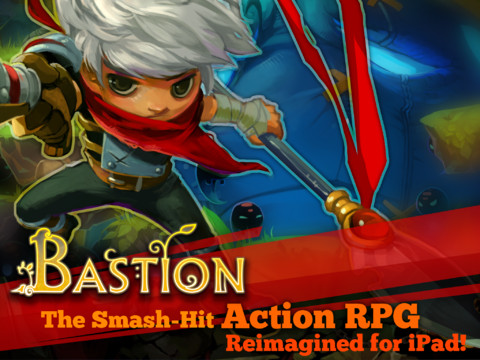 BASTION
The Smash-Hit Action RPG
Reimagined for iPad!